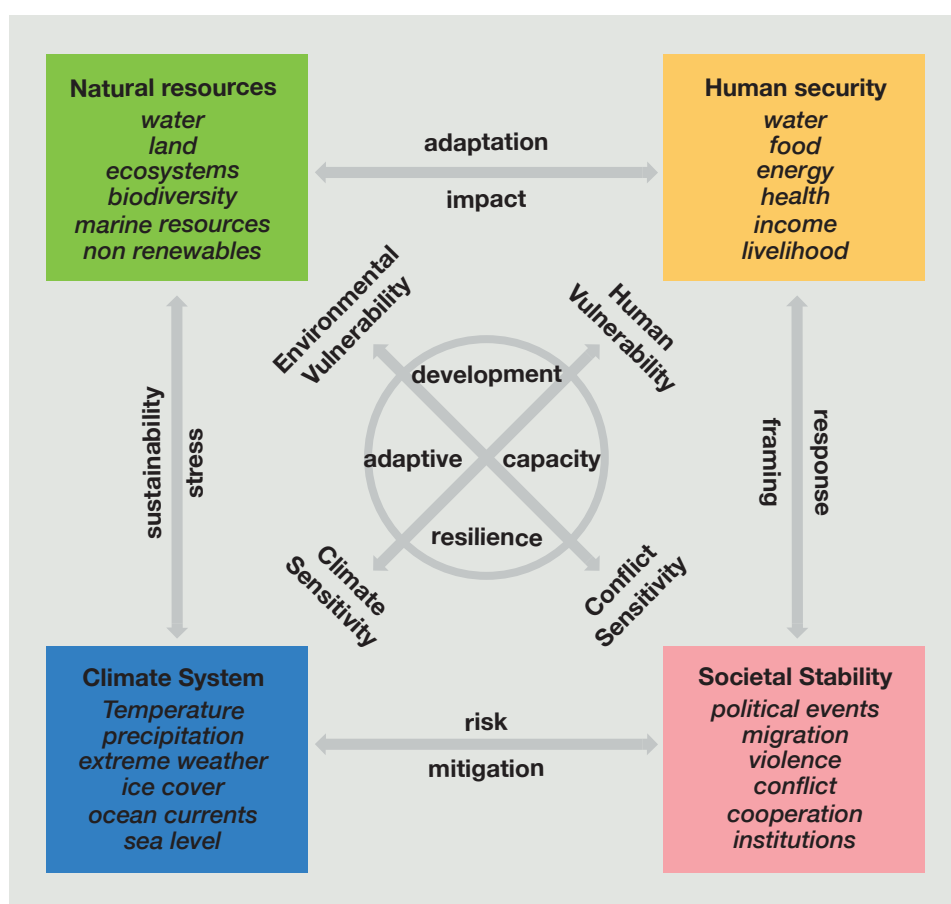 Natural resources
water
land
ecosystems
biodiversity
marine resources
non renewables
adaptation
impact
Human security
water
food
energy
health
income
livelihood
Environmental
Vulnerability
Human
Vulnerability
sustainability
stress
development
adaptive capacity
resilience
framing
response
Climate
Sensitivity
Conflict
Sensitivity
Climate System
Temperature
precipitation
extreme weather
ice cover
ocean currents
sea level
risk
mitigation
Societal Stability
political events
migration
violence
conflict
cooperation
institutions